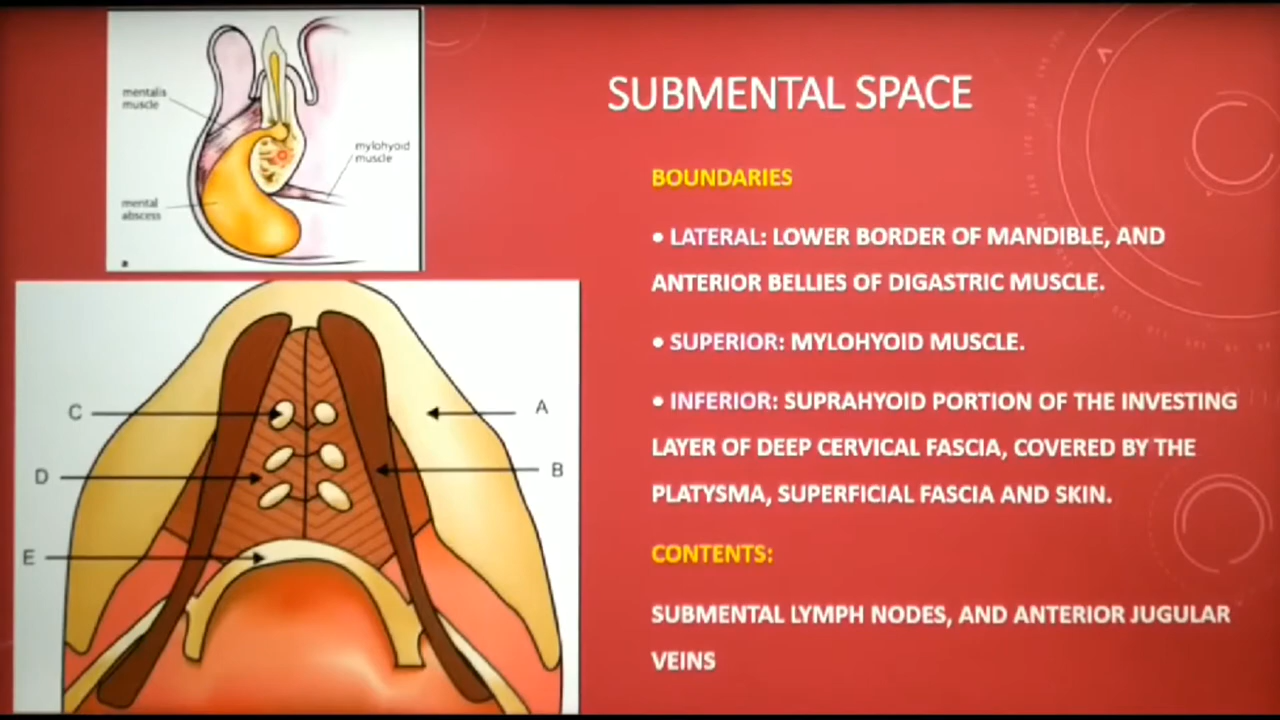 mentalis
muscle
mylohyoid
muscle
mental
abscess
a
C
A
D
B
E
SUBMENTAL SPACE
BOUNDARIES
• LATERAL: LOWER BORDER OF MANDIBLE, AND
ANTERIOR BELLIES OF DIGASTRIC MUSCLE.
• SUPERIOR: MYLOHYOID MUSCLE.
• INFERIOR: SUPRAHYOID PORTION OF THE INVESTING
LAYER OF DEEP CERVICAL FASCIA, COVERED BY THE
PLATYSMA, SUPERFICIAL FASCIA AND SKIN.
CONTENTS:
SUBMENTAL LYMPH NODES, AND ANTERIOR JUGULAR
VEINS